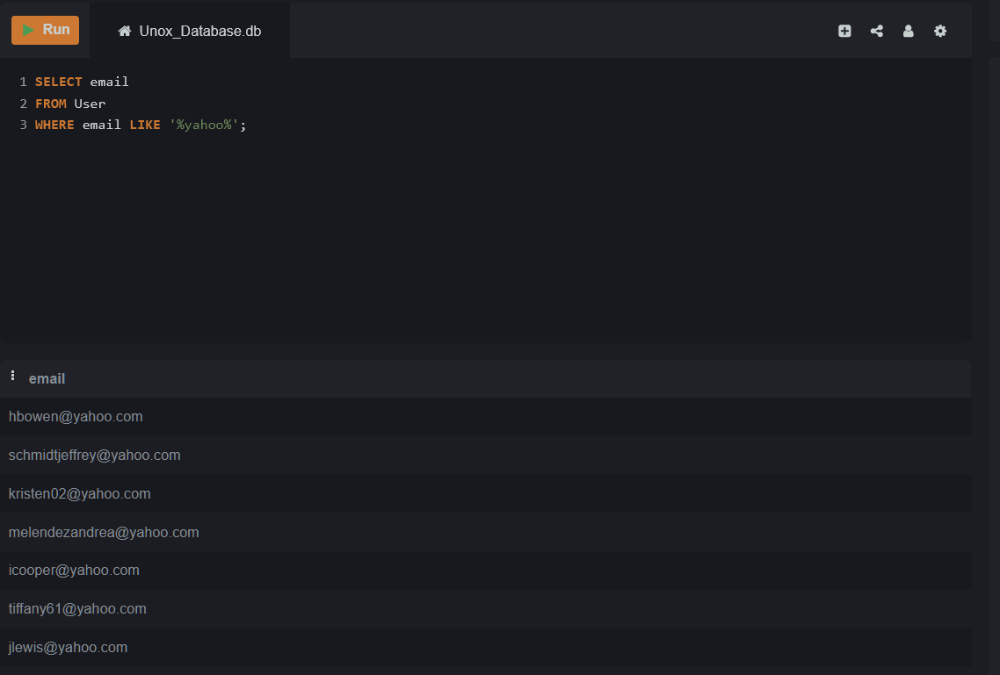 Run
Unox_Database.db
1 SELECT email
2 FROM User
3 WHERE email LIKE '%yahoo%';
email
hbowen@yahoo.com
schmidtjeffrey@yahoo.com
kristen02@yahoo.com
melendezandrea@yahoo.com
icooper@yahoo.com
tiffany61@yahoo.com
jlewis@yahoo.com